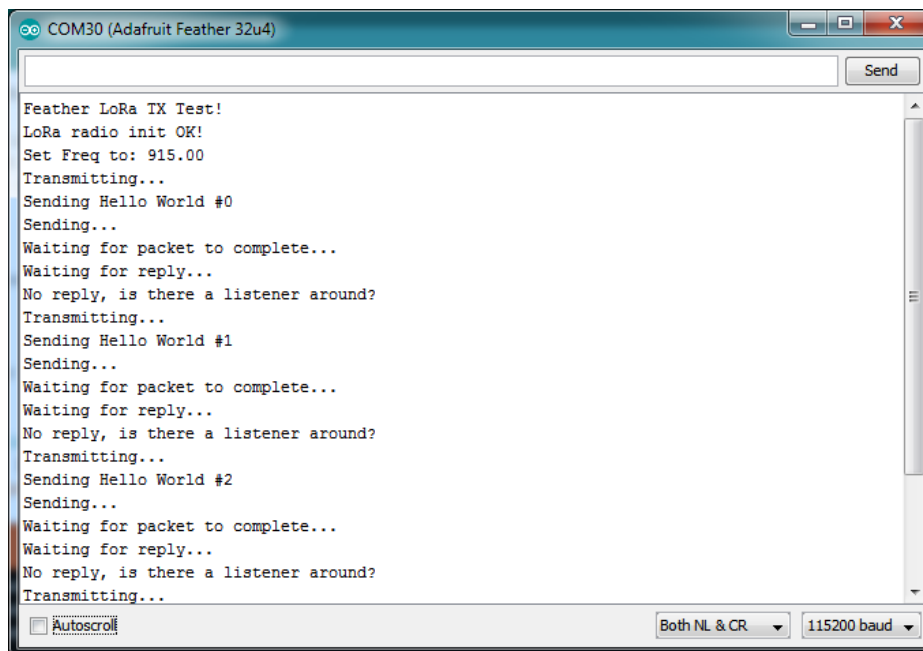 COM30 (Adafruit Feather 32u4)
Send
Feather LoRa TX Test!
LoRa radio init OK!
Set Freq to: 915.00
Transmitting...
Sending Hello World #0
Sending...
Waiting for packet to complete...
Waiting for reply...
No reply, is there a listener around?
Transmitting...
Sending Hello World #1
Sending...
Waiting for packet to complete...
Waiting for reply...
No reply, is there a listener around?
Transmitting...
Sending Hello World #2
Sending...
Waiting for packet to complete...
Waiting for reply...
No reply, is there a listener around?
Transmitting...
Autoscroll Both NL & CR 115200 baud